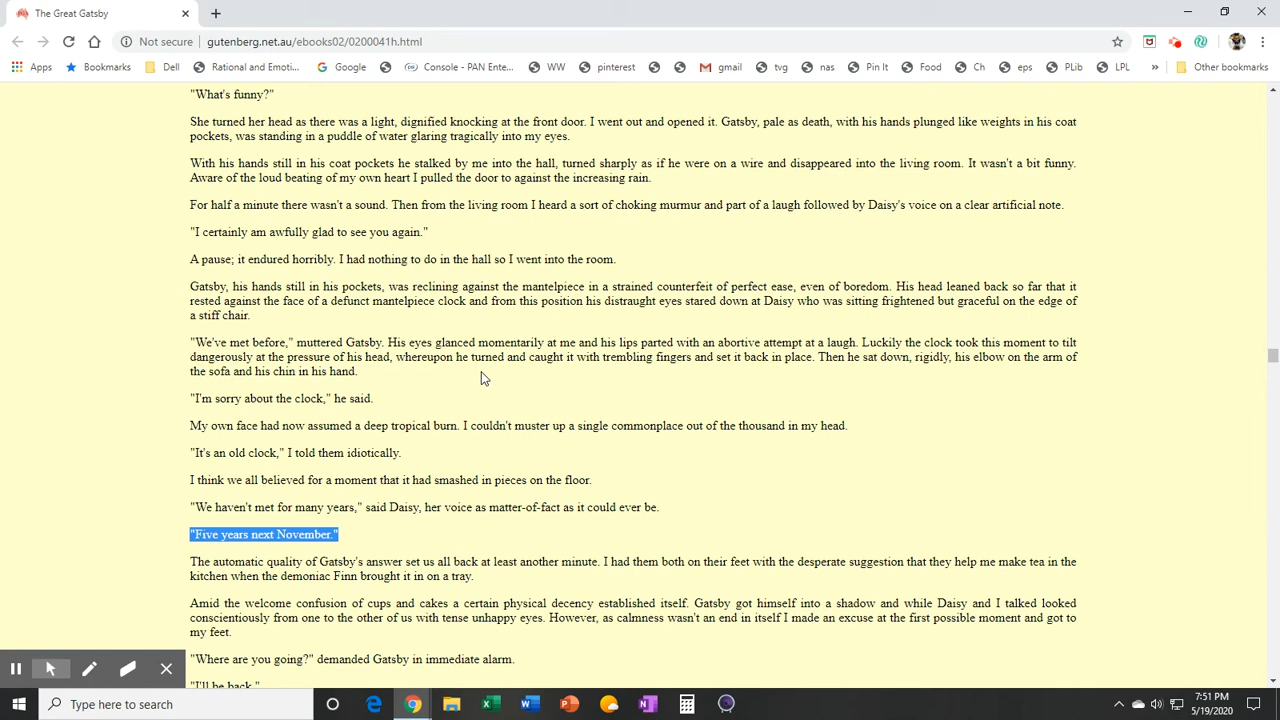 The Great Gatsby
Not secure | gutenberg.net.au/ebooks02/0200041h.html
Apps Bookmarks Dell Rational and Emoti... Google Console - PAN Ente... WW pinterest gmail tvg nas Pin It Food Ch eps PLib LPL » Other bookmarks
"What's funny?"
She turned her head as there was a light, dignified knocking at the front door. I went out and opened it. Gatsby, pale as death, with his hands plunged like weights in his coat
pockets, was standing in a puddle of water glaring tragically into my eyes.
With his hands still in his coat pockets he stalked by me into the hall, turned sharply as if he were on a wire and disappeared into the living room. It wasn't a bit funny.
Aware of the loud beating of my own heart I pulled the door to against the increasing rain.
For half a minute there wasn't a sound. Then from the living room I heard a sort of choking murmur and part of a laugh followed by Daisy's voice on a clear artificial note.
"I certainly am awfully glad to see you again."
A pause; it endured horribly. I had nothing to do in the hall so I went into the room.
Gatsby, his hands still in his pockets, was reclining against the mantelpiece in a strained counterfeit of perfect ease, even of boredom. His head leaned back so far that it
rested against the face of a defunct mantelpiece clock and from this position his distraught eyes stared down at Daisy who was sitting frightened but graceful on the edge of
a stiff chair.
"We've met before," muttered Gatsby. His eyes glanced momentarily at me and his lips parted with an abortive attempt at a laugh. Luckily the clock took this moment to tilt
dangerously at the pressure of his head, whereupon he turned and caught it with trembling fingers and set it back in place. Then he sat down, rigidly, his elbow on the arm of
the sofa and his chin in his hand.
"I'm sorry about the clock," he said.
My own face had now assumed a deep tropical burn. I couldn't muster up a single commonplace out of the thousand in my head.
"It's an old clock," I told them idiotically.
I think we all believed for a moment that it had smashed in pieces on the floor.
"We haven't met for many years," said Daisy, her voice as matter-of-fact as it could ever be.
"Five years next November."
The automatic quality of Gatsby's answer set us all back at least another minute. I had them both on their feet with the desperate suggestion that they help me make tea in the
kitchen when the demoniac Finn brought it in on a tray.
Amid the welcome confusion of cups and cakes a certain physical decency established itself. Gatsby got himself into a shadow and while Daisy and I talked looked
conscientiously from one to the other of us with tense unhappy eyes. However, as calmness wasn't an end in itself I made an excuse at the first possible moment and got to
my feet.
"Where are you going?" demanded Gatsby in immediate alarm.
"I'll be back."
Type here to search
7:51 PM
5/19/2020